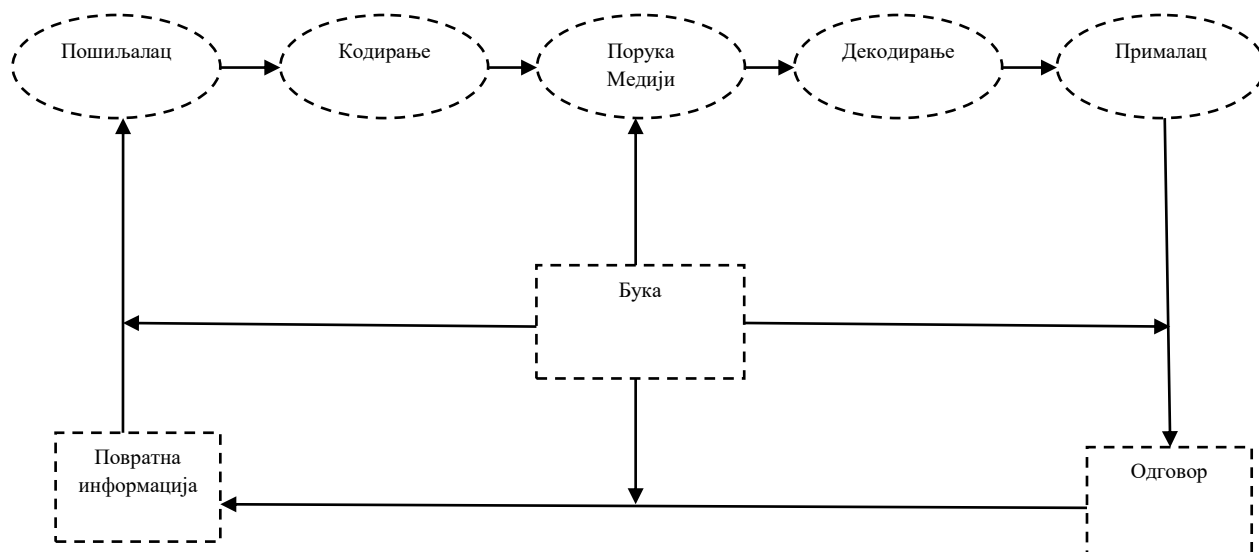 Пошиљалац
Кодирање
Порука
Медији
Декодирање
Прималац
Бука
Повратна
информација
Одговор